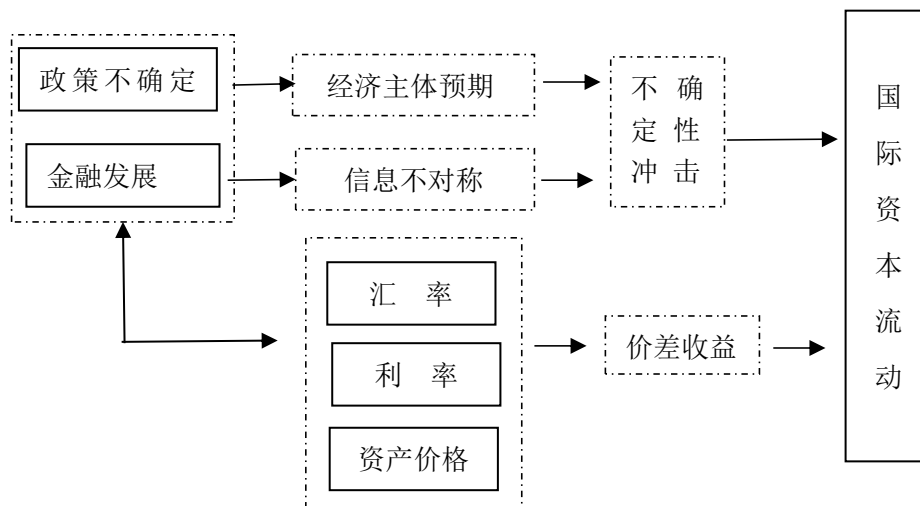 政策不确定
经济主体预期
不 确
定 性
冲 击
金融发展
信息不对称
汇 率
利 率
资产价格
价差收益
国
际
资
本
流
动